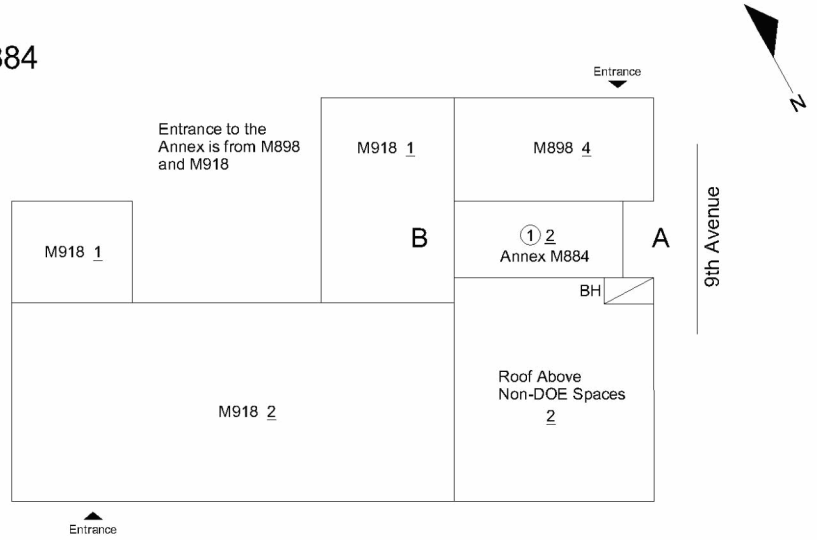 884
Entrance
N
Entrance to the
Annex is from M898
and M918
M918 1
M898 4
M918 1
B
1 2
Annex M884
A
9th Avenue
BH
Roof Above
Non-DOE Spaces
2
M918 2
Entrance